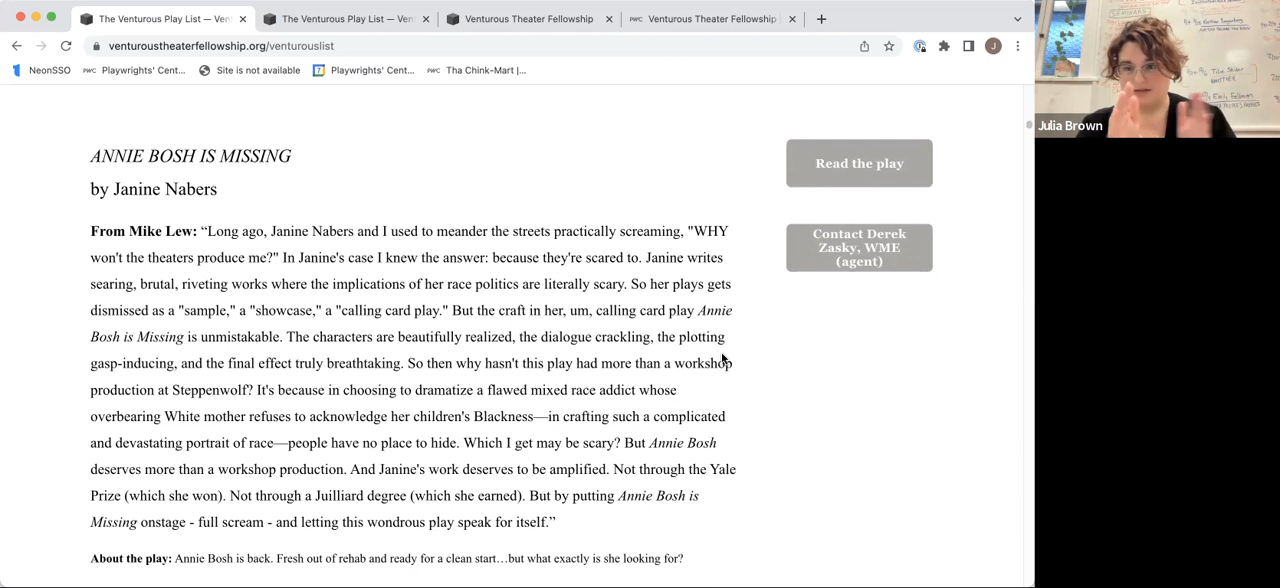 The Venturous Play List — Ven
The Venturous Play List — Ven
Venturous Theater Fellowship
Venturous Theater Fellowship
venturoustheaterfellowship.org/venturouslist
J
NeonSSO
PWC Playwrights' Cent...
Site is not available
7 Playwrights' Cent...
PWC Tha Chink-Mart |...
ANNIE BOSH IS MISSING
by Janine Nabers
From Mike Lew: “Long ago, Janine Nabers and I used to meander the streets practically screaming, "WHY
won't the theaters produce me?" In Janine's case I knew the answer: because they're scared to. Janine writes
searing, brutal, riveting works where the implications of her race politics are literally scary. So her plays gets
dismissed as a "sample," a "showcase," a "calling card play." But the craft in her, um, calling card play Annie
Bosh is Missing is unmistakable. The characters are beautifully realized, the dialogue crackling, the plotting
gasp-inducing, and the final effect truly breathtaking. So then why hasn't this play had more than a workshop
production at Steppenwolf? It's because in choosing to dramatize a flawed mixed race addict whose
overbearing White mother refuses to acknowledge her children's Blackness—in crafting such a complicated
and devastating portrait of race—people have no place to hide. Which I get may be scary? But Annie Bosh
deserves more than a workshop production. And Janine's work deserves to be amplified. Not through the Yale
Prize (which she won). Not through a Juilliard degree (which she earned). But by putting Annie Bosh is
Missing onstage - full scream - and letting this wondrous play speak for itself.”
About the play: Annie Bosh is back. Fresh out of rehab and ready for a clean start…but what exactly is she looking for?
Read the play
Contact Derek
Zasky, WME
(agent)
Julia Brown